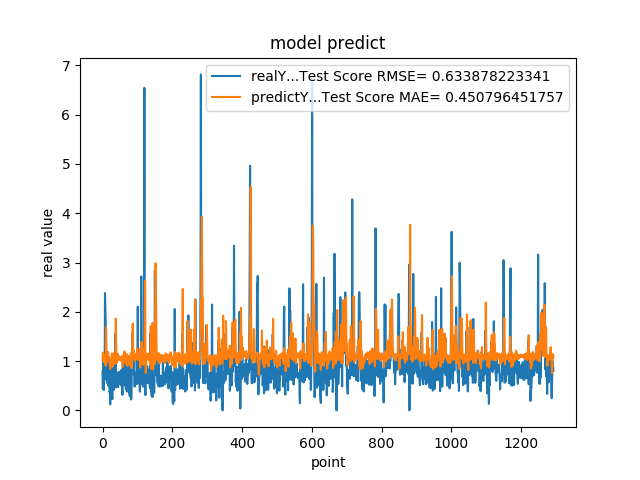 model predict
realY...Test Score RMSE= 0.633878223341
predictY...Test Score MAE= 0.450796451757
7
6
5
4
3
2
1
0
real value
0 200 400 600 800 1000 1200
point